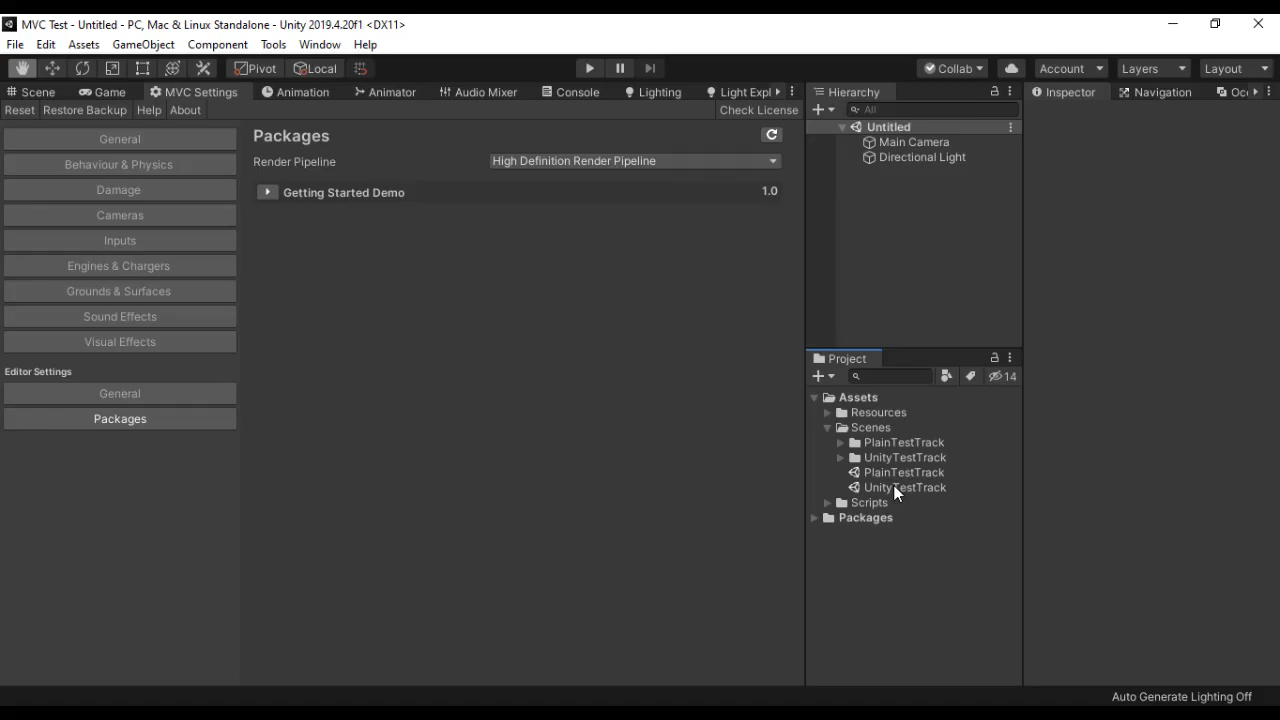 MVC Test - Untitled - PC, Mac & Linux Standalone - Unity 2019.4.20f1 <DX11>
File Edit Assets GameObject Component Tools Window Help
Pivot Local Collab Account Layers Layout
Scene Game MVC Settings Animation Animator Audio Mixer Console Lighting Light Expl Hierarchy Inspector Navigation Oc
Reset Restore Backup Help About Check License
All
General
Behaviour & Physics
Damage
Cameras
Inputs
Engines & Chargers
Grounds & Surfaces
Sound Effects
Visual Effects
Editor Settings
General
Packages
Packages
Render Pipeline High Definition Render Pipeline
Getting Started Demo 1.0
Untitled
Main Camera
Directional Light
Project
14
Assets
Resources
Scenes
PlainTestTrack
UnityTestTrack
PlainTestTrack
UnityTestTrack
Scripts
Packages
Auto Generate Lighting Off